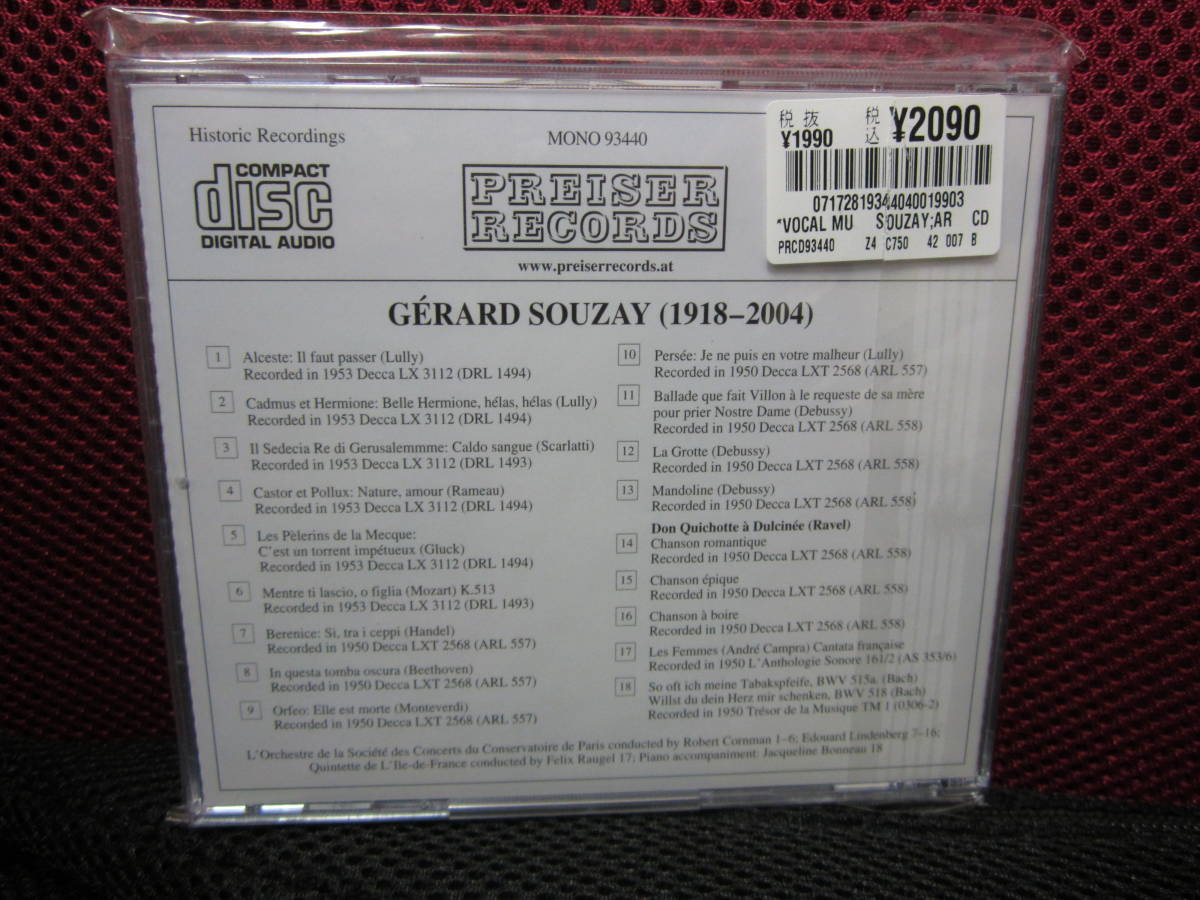 Historic Recordings
COMPACT
disc
DIGITAL AUDIO
MONO 93440
PREISER
RECORDS
www.preiserrecords.at
税抜 税込
¥1990 ¥2090
0717281934404040019903
*VOCAL MU SOUZAY;AR CD
PRCD93440 Z4 C750 42 007 B
GÉRARD SOUZAY (1918–2004)
1 Alceste: Il faut passer (Lully)
Recorded in 1953 Decca LX 3112 (DRL 1494)
2 Cadmus et Hermione: Belle Hermione, hélas, hélas (Lully)
Recorded in 1953 Decca LX 3112 (DRL 1494)
3 Il Sedecia Re di Gerusalemmme: Caldo sangue (Scarlatti)
Recorded in 1953 Decca LX 3112 (DRL 1493)
4 Castor et Pollux: Nature, amour (Rameau)
Recorded in 1953 Decca LX 3112 (DRL 1494)
5 Les Pèlerins de la Mecque:
C'est un torrent impétueux (Gluck)
Recorded in 1953 Decca LX 3112 (DRL 1494)
6 Mentre ti lascio, o figlia (Mozart) K.513
Recorded in 1953 Decca LX 3112 (DRL 1493)
7 Berenice: Si, tra i ceppi (Handel)
Recorded in 1950 Decca LXT 2568 (ARL 557)
8 In questa tomba oscura (Beethoven)
Recorded in 1950 Decca LXT 2568 (ARL 557)
9 Orfeo: Elle est morte (Monteverdi)
Recorded in 1950 Decca LXT 2568 (ARL 557)
10 Persée: Je ne puis en votre malheur (Lully)
Recorded in 1950 Decca LXT 2568 (ARL 557)
11 Ballade que fait Villon à le requeste de sa mère
pour prier Nostre Dame (Debussy)
Recorded in 1950 Decca LXT 2568 (ARL 558)
12 La Grotte (Debussy)
Recorded in 1950 Decca LXT 2568 (ARL 558)
13 Mandoline (Debussy)
Recorded in 1950 Decca LXT 2568 (ARL 558)
Don Quichotte à Dulcinée (Ravel)
14 Chanson romantique
Recorded in 1950 Decca LXT 2568 (ARL 558)
15 Chanson épique
Recorded in 1950 Decca LXT 2568 (ARL 558)
16 Chanson à boire
Recorded in 1950 Decca LXT 2568 (ARL 558)
17 Les Femmes (André Campra) Cantata française
Recorded in 1950 L'Anthologie Sonore 161/2 (AS 353/6)
18 So oft ich meine Tabakspfeife, BWV 515a. (Bach)
Willst du dein Herz mir schenken, BWV 518 (Bach)
Recorded in 1950 Trésor de la Musique TM 1 (0306-2)
L'Orchestre de la Société des Concerts du Conservatoire de Paris conducted by Robert Cornman 1–6; Edouard Lindenberg 7–16;
Quintette de L'Ile-de-France conducted by Felix Raugel 17; Piano accompaniment: Jacqueline Bonneau 18